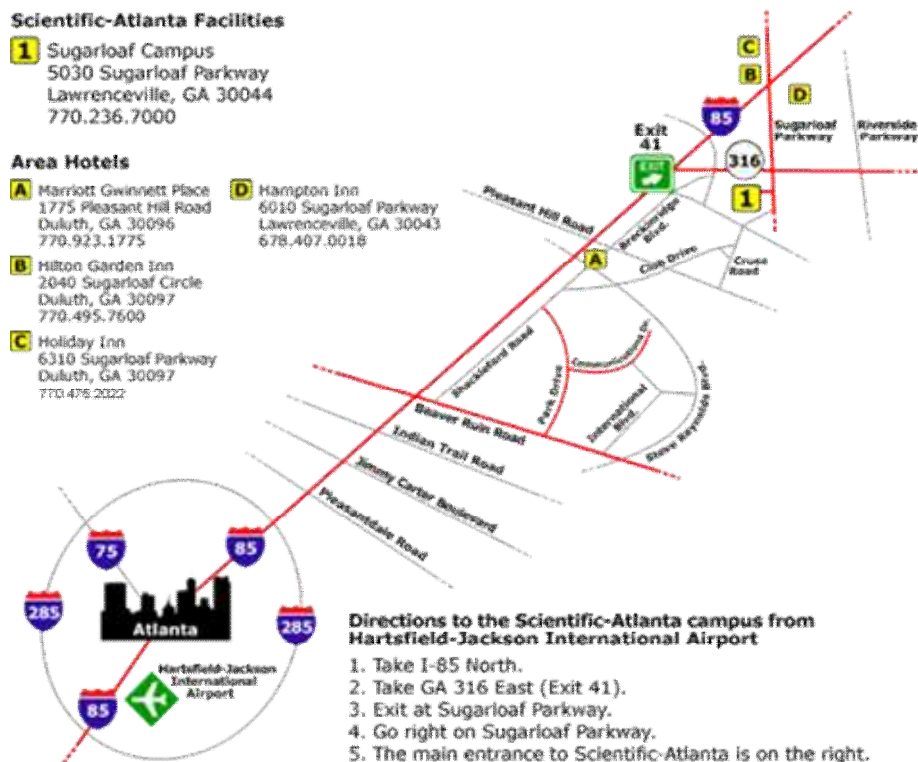 Scientific-Atlanta Facilities
1 Sugarloaf Campus
5030 Sugarloaf Parkway
Lawrenceville, GA 30044
770.236.7000
Area Hotels
A Marriott Gwinnett Place
1775 Pleasant Hill Road
Duluth, GA 30096
770.923.1775
B Hilton Garden Inn
2040 Sugarloaf Circle
Duluth, GA 30097
770.495.7600
C Holiday Inn
6310 Sugarloaf Parkway
Duluth, GA 30097
770.476.2022
D Hampton Inn
6010 Sugarloaf Parkway
Lawrenceville, GA 30043
678.407.0018
C
B
D
85
Exit
41
EXIT
316
Sugarloaf
Parkway
Riverside
Parkway
1
Pleasant Hill Road
Breckinridge
Blvd.
A
Club Drive
Cruse
Road
Shackleford Road
Park Drive
Communications Dr.
International
Blvd.
Steve Reynolds Blvd.
Beaver Ruin Road
Indian Trail Road
Jimmy Carter Boulevard
Pleasantdale Road
75
85
285
Atlanta
285
Hartsfield-Jackson
International
Airport
85
Directions to the Scientific-Atlanta campus from
Hartsfield-Jackson International Airport
1. Take I-85 North.
2. Take GA 316 East (Exit 41).
3. Exit at Sugarloaf Parkway.
4. Go right on Sugarloaf Parkway.
5. The main entrance to Scientific-Atlanta is on the right.